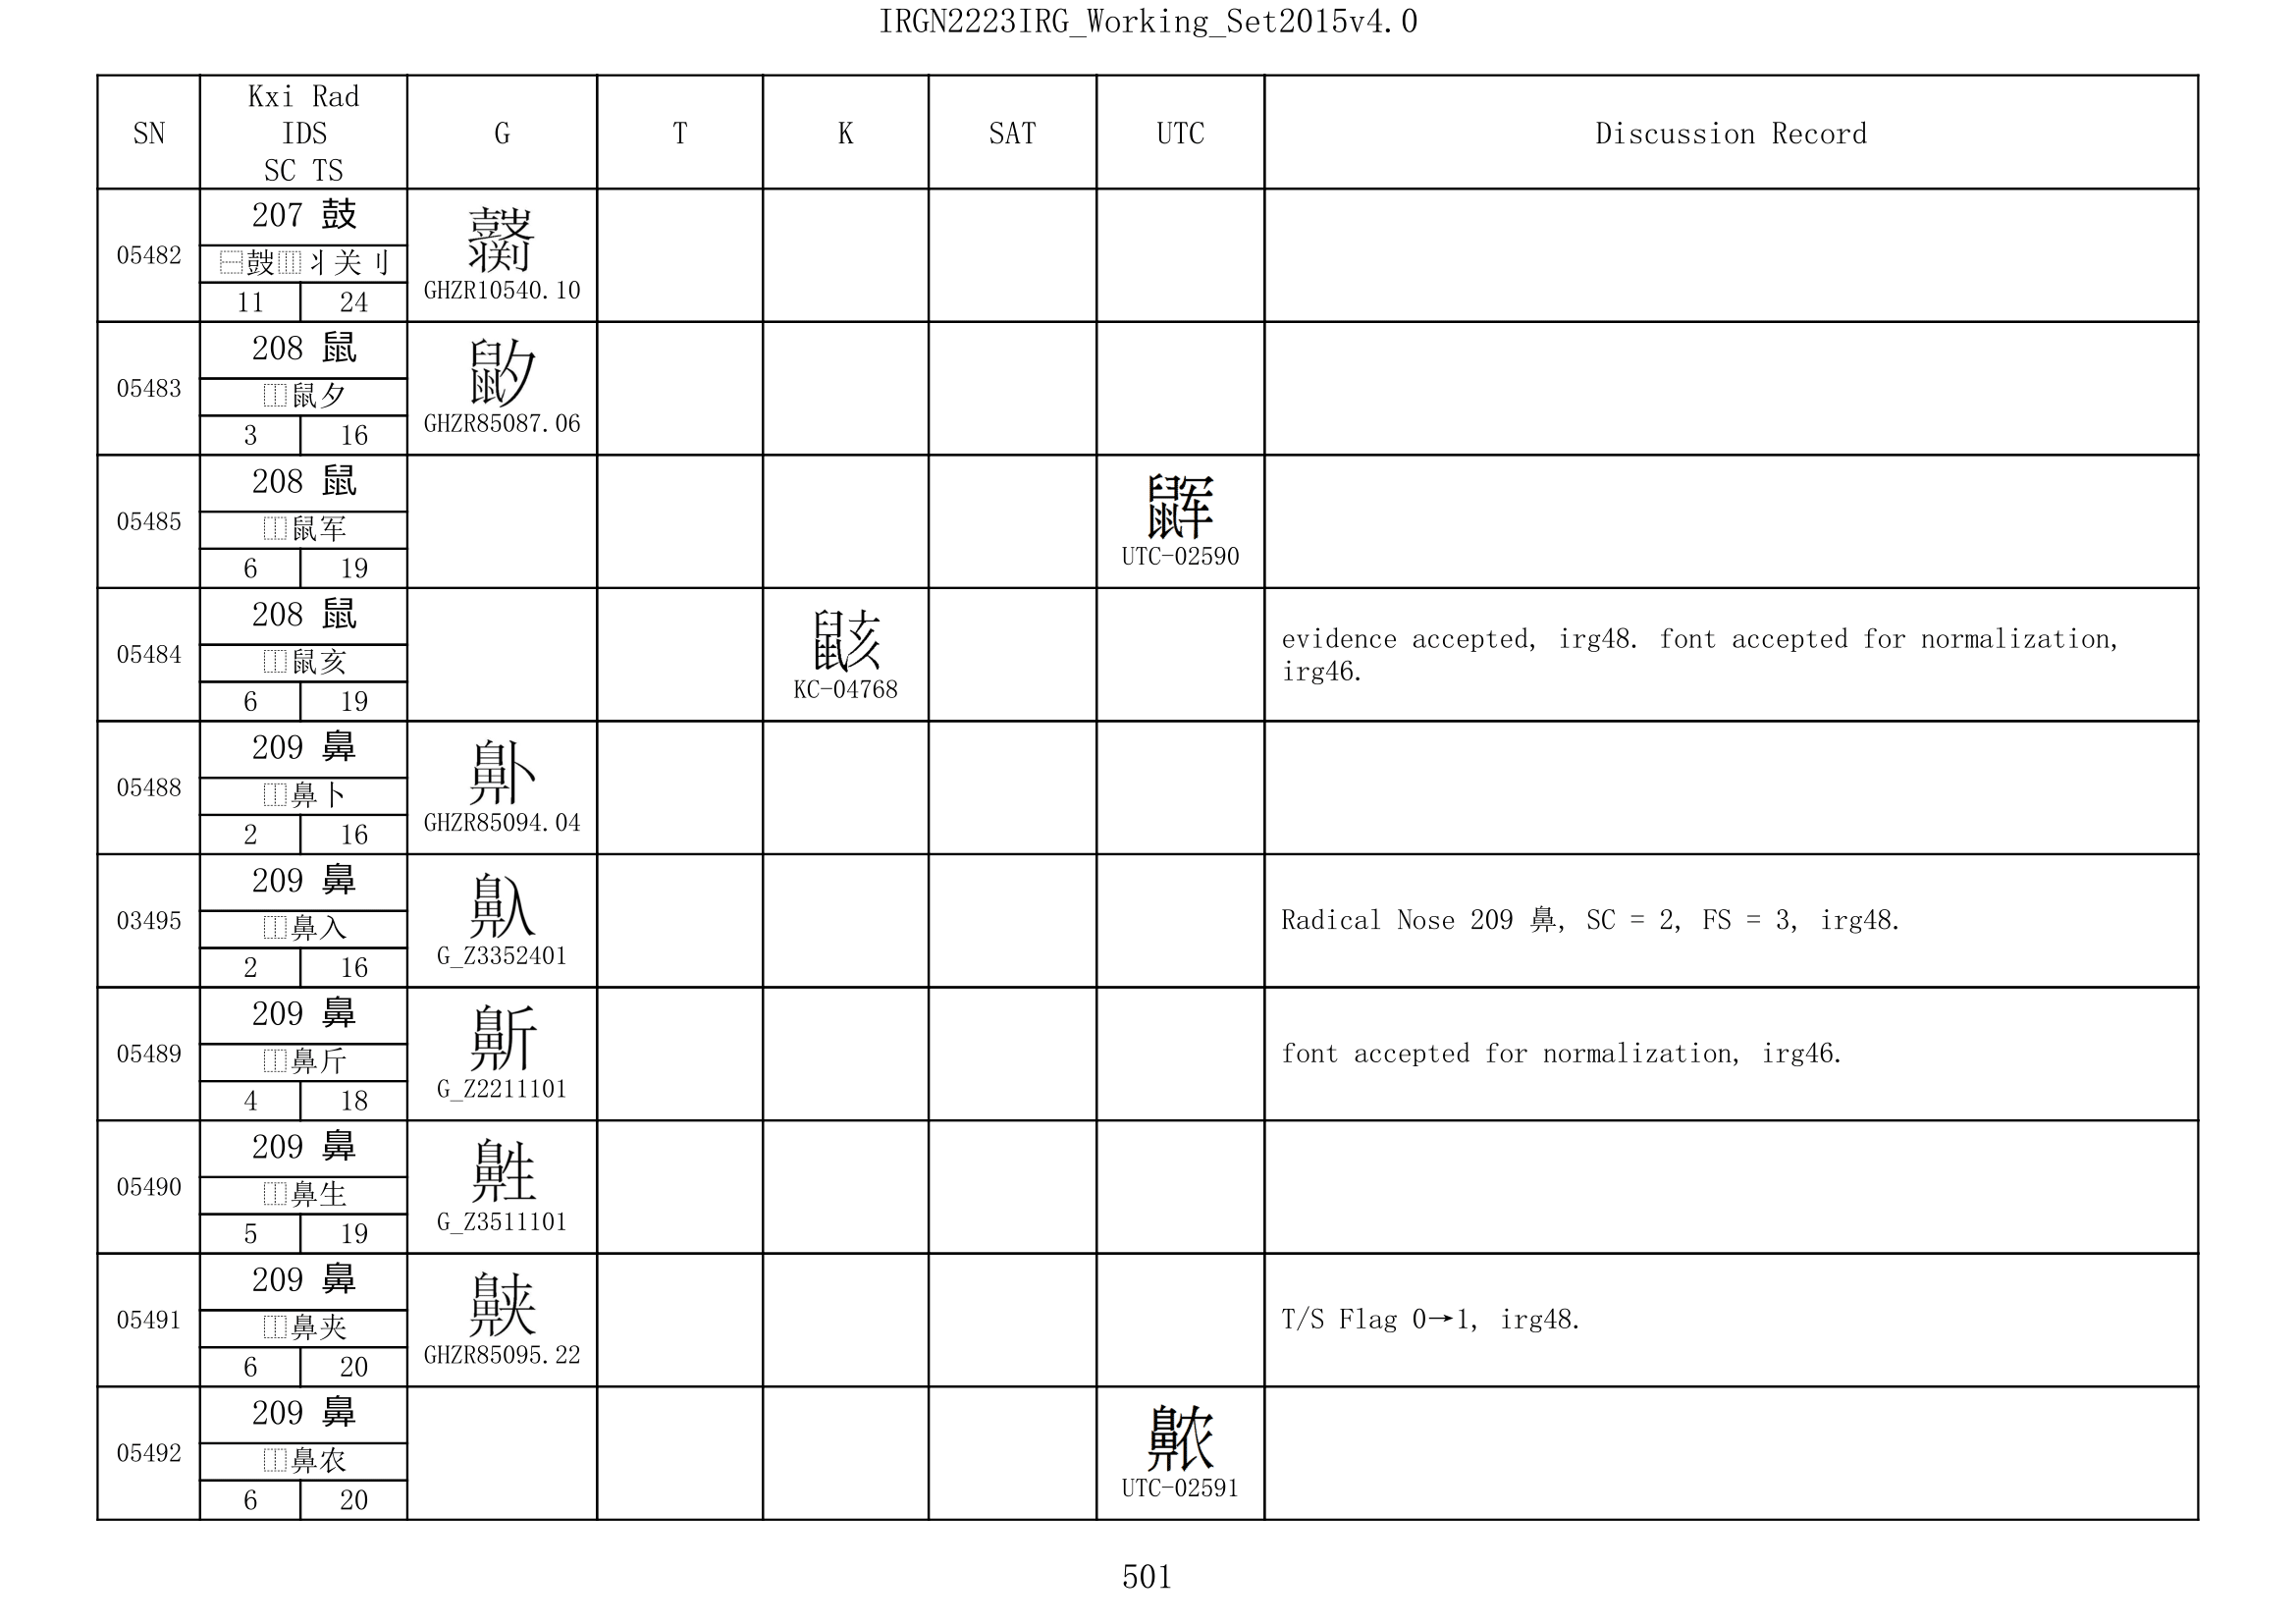 IRGN2223IRG_Working_Set2015v4.0
SN
Kxi Rad
IDS
SC TS
G
T
K
SAT
UTC
Discussion Record
05482
207 鼓
⿱鼓⿲丬关刂
11 24
GHZR10540.10
05483
208 鼠
⿰鼠夕
3 16
GHZR85087.06
05485
208 鼠
⿰鼠军
6 19
UTC-02590
05484
208 鼠
⿰鼠亥
6 19
KC-04768
evidence accepted, irg48. font accepted for normalization,
irg46.
05488
209 鼻
⿰鼻卜
2 16
GHZR85094.04
03495
209 鼻
⿰鼻入
2 16
G_Z3352401
Radical Nose 209 鼻, SC = 2, FS = 3, irg48.
05489
209 鼻
⿰鼻斤
4 18
G_Z2211101
font accepted for normalization, irg46.
05490
209 鼻
⿰鼻生
5 19
G_Z3511101
05491
209 鼻
⿰鼻夹
6 20
GHZR85095.22
T/S Flag 0→1, irg48.
05492
209 鼻
⿰鼻农
6 20
UTC-02591
501